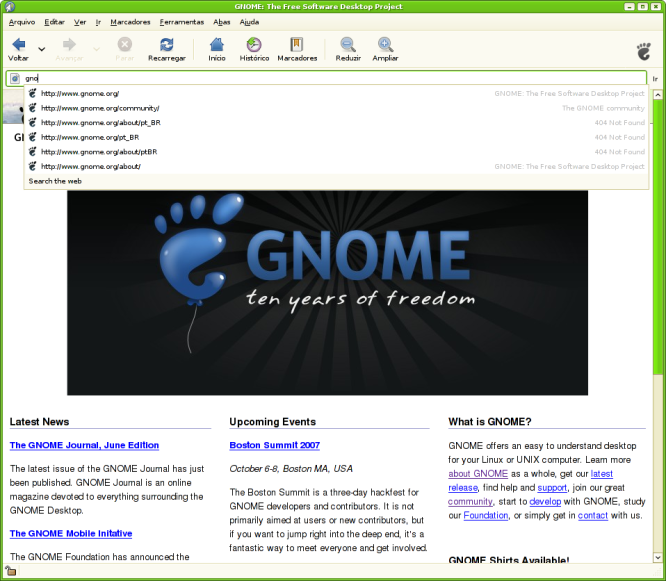 GNOME: The Free Software Desktop Project
Arquivo Editar Ver Ir Marcadores Ferramentas Abas Ajuda
Voltar Avançar Parar Recarregar Início Histórico Marcadores Reduzir Ampliar
gno Ir
http://www.gnome.org/ GNOME: The Free Software Desktop Project
http://www.gnome.org/community/ The GNOME community
http://www.gnome.org/about/pt_BR 404 Not Found
http://www.gnome.org/pt_BR 404 Not Found
http://www.gnome.org/about/ptBR 404 Not Found
http://www.gnome.org/about/ GNOME: The Free Software Desktop Project
Search the web
GNOME
ten years of freedom
Latest News
The GNOME Journal, June Edition
The latest issue of the GNOME Journal has just
been published. GNOME Journal is an online
magazine devoted to everything surrounding the
GNOME Desktop.
The GNOME Mobile Initative
The GNOME Foundation has announced the
Upcoming Events
Boston Summit 2007
October 6-8, Boston MA, USA
The Boston Summit is a three-day hackfest for
GNOME developers and contributors. It is not
primarily aimed at users or new contributors, but
if you want to jump right into the deep end, it's a
fantastic way to meet everyone and get involved.
What is GNOME?
GNOME offers an easy to understand desktop
for your Linux or UNIX computer. Learn more
about GNOME as a whole, get our latest
release, find help and support, join our great
community, start to develop with GNOME, study
our Foundation, or simply get in contact with us.
GNOME Shirts Available!